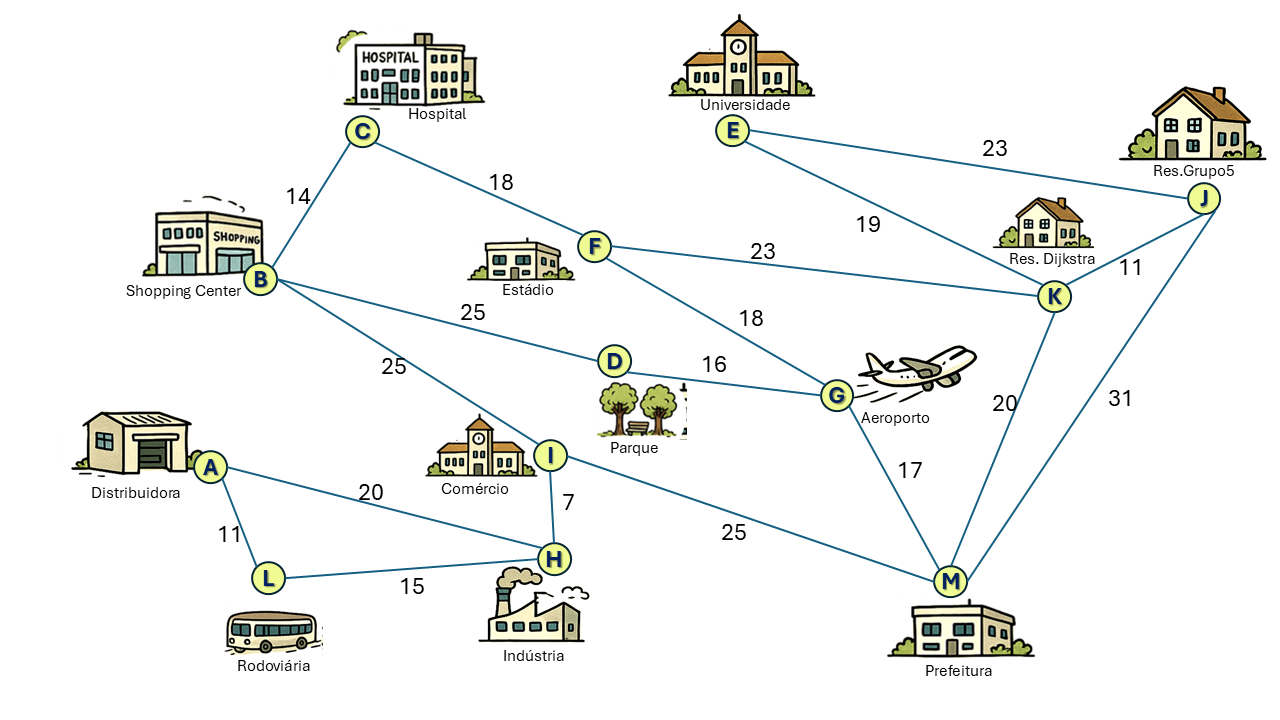 HOSPITAL
Hospital
Universidade
C
E
23
Res.Grupo5
J
14
18
19
SHOPPING
Shopping Center
B
F
Estádio
23
Res. Dijkstra
11
K
25
18
25
D
16
G
Aeroporto
20
31
Parque
A
Distribuidora
I
Comércio
20
7
17
11
25
L
15
H
M
Rodoviária
Indústria
Prefeitura